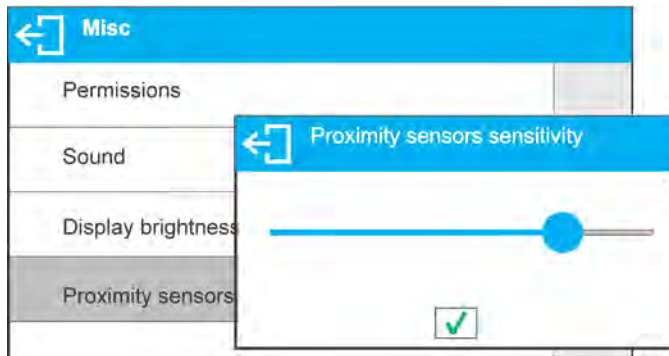 Misc
Permissions
Sound
Proximity sensors sensitivity
Display brightness
Proximity sensors